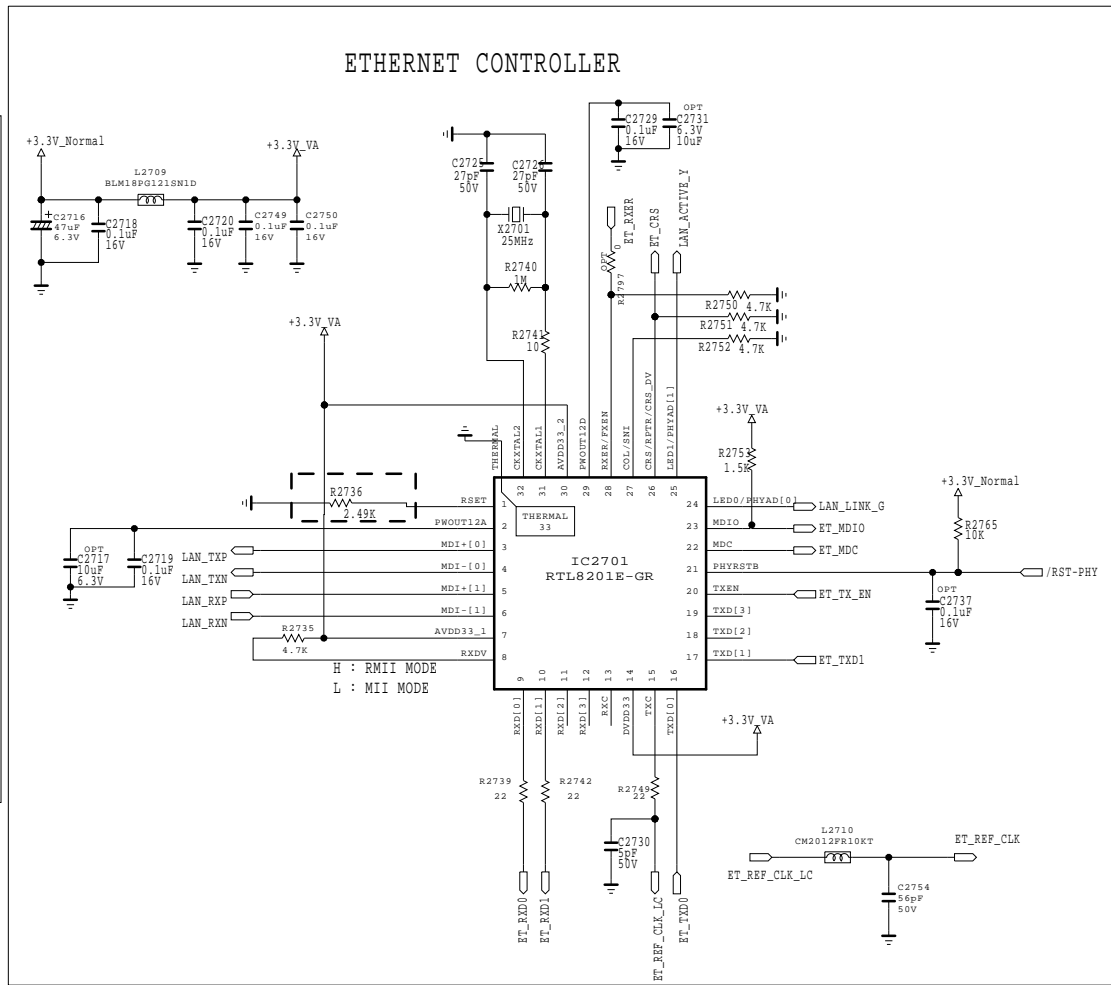 ETHERNET CONTROLLER
+3.3V_Normal
+3.3V_VA
L2709
BLM18PG121SN1D
C2716
47uF
6.3V
C2718
0.1uF
16V
C2720
0.1uF
16V
C2749
0.1uF
16V
C2750
0.1uF
16V
C2725
27pF
50V
C2726
27pF
50V
X2701
25MHz
R2740
1M
R2741
10
C2729
0.1uF
16V
OPT
C2731
6.3V
10uF
ET_RXER
ET_CRS
LAN_ACTIVE_Y
OPT
0
R2797
R2750
4.7K
R2751
4.7K
R2752
4.7K
+3.3V_VA
+3.3V_VA
R2753
1.5K
+3.3V_Normal
R2765
10K
THERMAL
CKXTAL2
CKXTAL1
AVDD33_2
PWOUT12D
RXER/FXEN
COL/SNI
CRS/RPTR/CRS_DV
LED1/PHYAD[1]
32
31
30
29
28
27
26
25
R2736
2.49K
RSET
1
PWOUT12A
2
MDI+[0]
3
MDI-[0]
4
MDI+[1]
5
MDI-[1]
6
AVDD33_1
7
RXDV
8
THERMAL
33
IC2701
RTL8201E-GR
24
LED0/PHYAD[0]
LAN_LINK_G
23
MDIO
ET_MDIO
22
MDC
ET_MDC
21
PHYRSTB
/RST-PHY
20
TXEN
ET_TX_EN
19
TXD[3]
18
TXD[2]
17
TXD[1]
ET_TXD1
OPT
C2717
10uF
6.3V
C2719
0.1uF
16V
LAN_TXP
LAN_TXN
LAN_RXP
LAN_RXN
R2735
4.7K
H : RMII MODE
L : MII MODE
OPT
C2737
0.1uF
16V
9
10
11
12
13
14
15
16
RXD[0]
RXD[1]
RXD[2]
RXD[3]
RXC
DVDD33
TXC
TXD[0]
+3.3V_VA
R2739
22
R2742
22
R2749
22
C2730
5pF
50V
ET_RXD0
ET_RXD1
ET_REF_CLK_LC
ET_TXD0
L2710
CM2012FR10KT
ET_REF_CLK_LC
ET_REF_CLK
C2754
56pF
50V